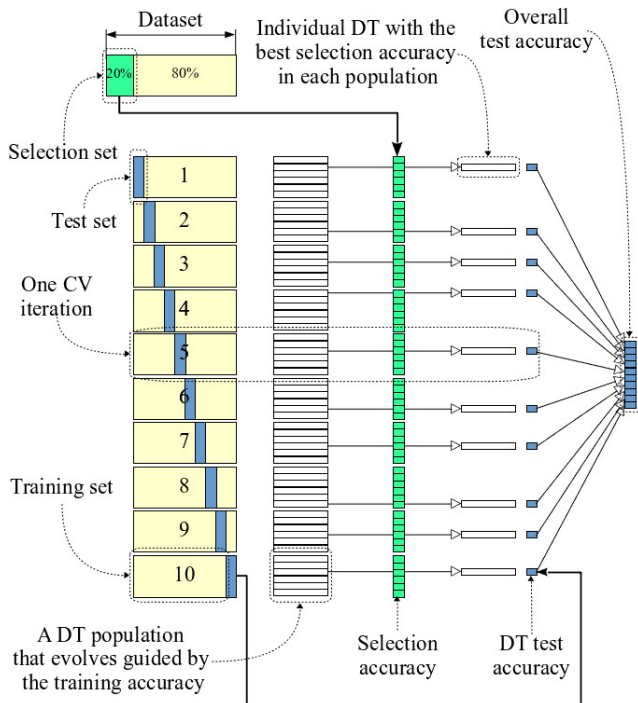 Dataset
Individual DT with the
best selection accuracy
in each population
Overall
test accuracy
20%
80%
Selection set
Test set
One CV
iteration
Training set
1
2
3
4
5
6
7
8
9
10
A DT population
that evolves guided by
the training accuracy
Selection
accuracy
DT test
accuracy